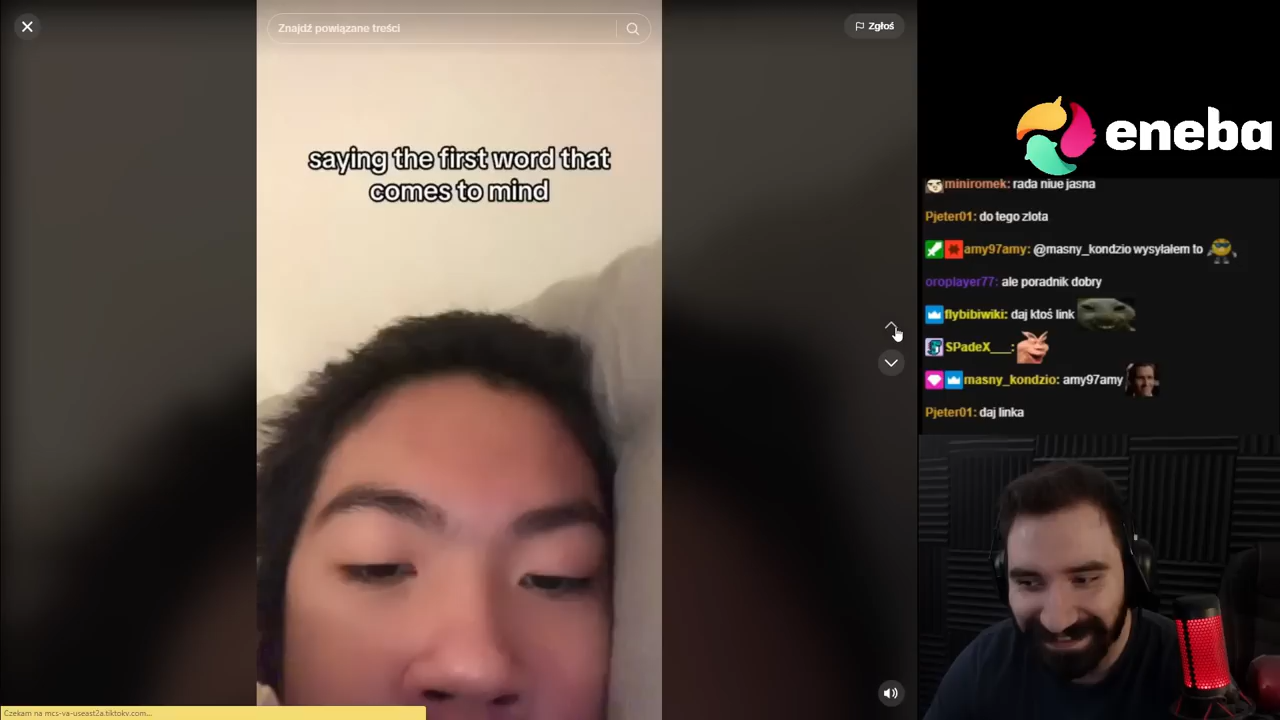 Znajdź powiązane treści
Zgłoś
saying the first word that
comes to mind
eneba
miniromek: rada niue jasna
Pjeter01: do tego zlota
amy97amy: @masny_kondzio wysyłałem to
oroplayer77: ale poradnik dobry
flybibiwiki: daj ktoś link
SPadeX___:
masny_kondzio: amy97amy
Pjeter01: daj linka
Czekam na mcs-va-useast2a.tiktokv.com...